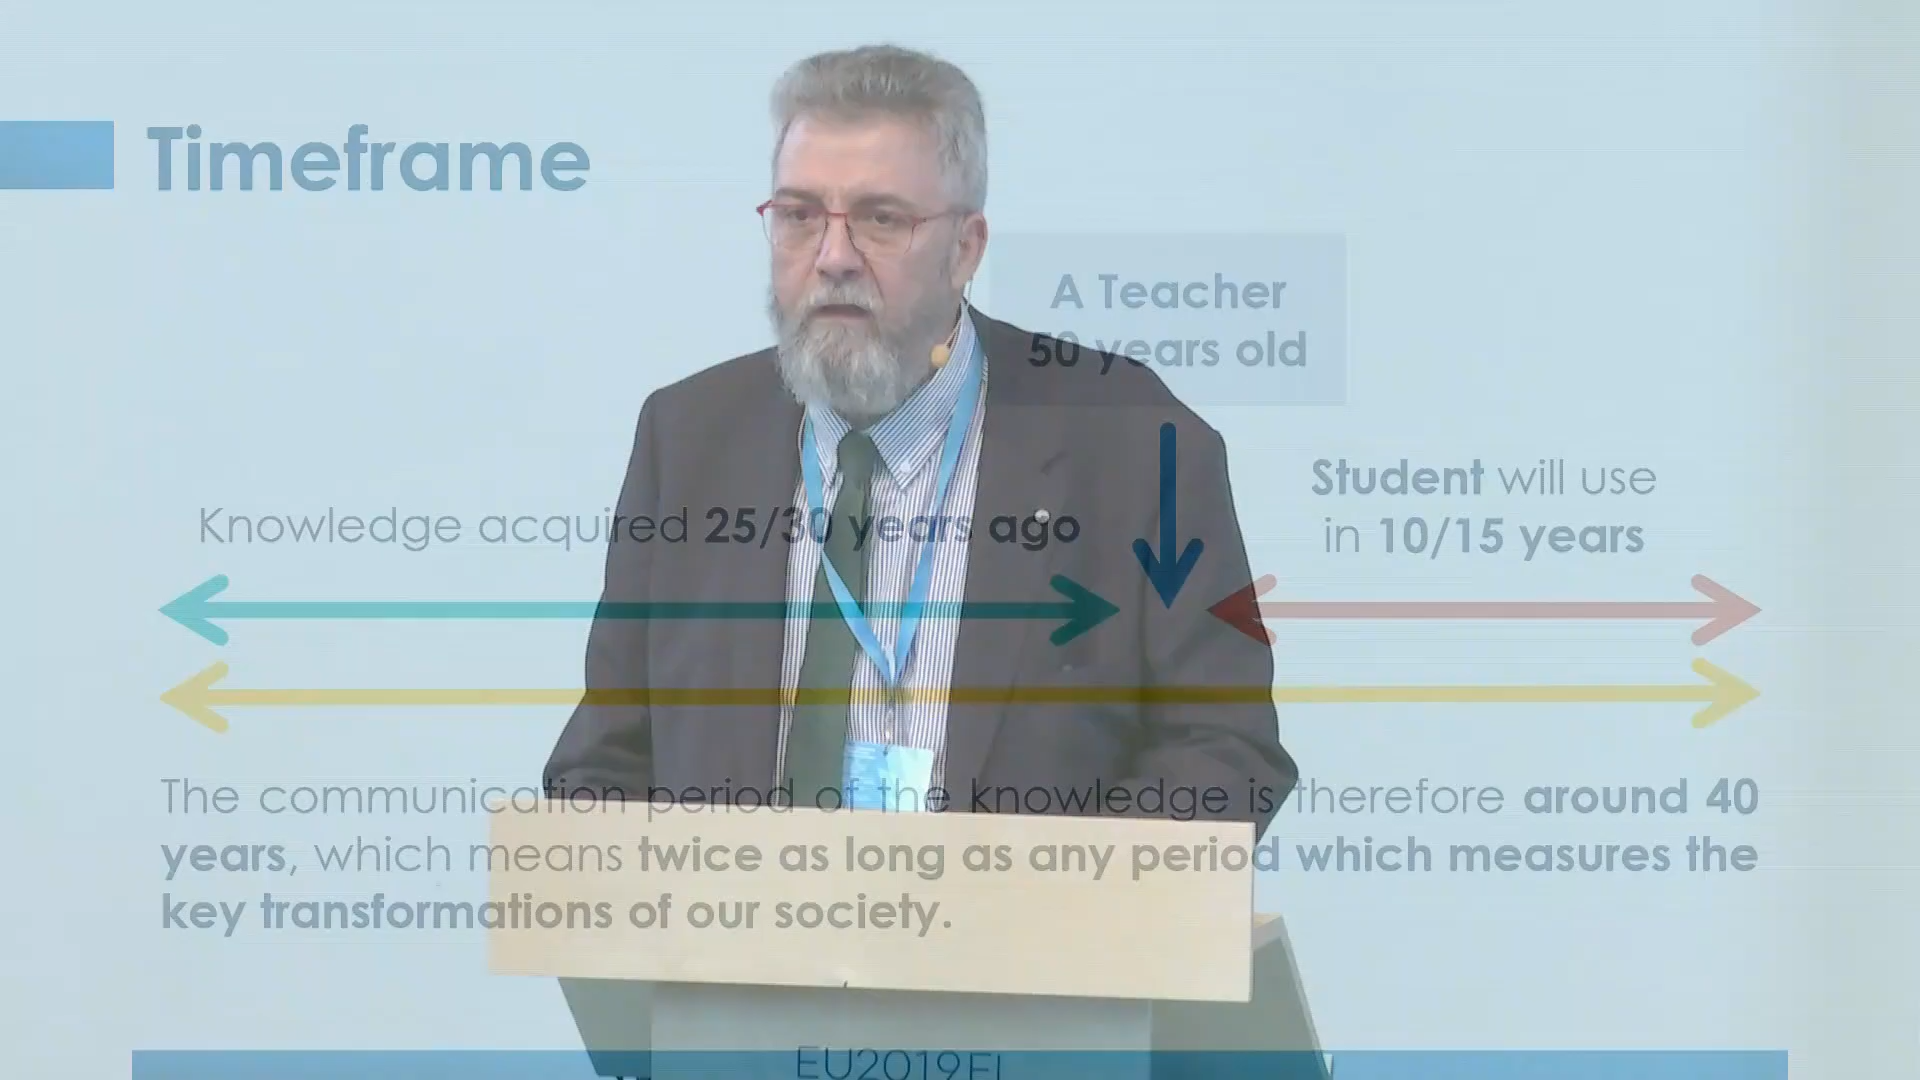 Timeframe
A Teacher
50 years old
Student will use
in 10/15 years
Knowledge acquired 25/30 years ago
The communication period of the knowledge is therefore around 40
years, which means twice as long as any period which measures the
key transformations of our society.
EU2019FI